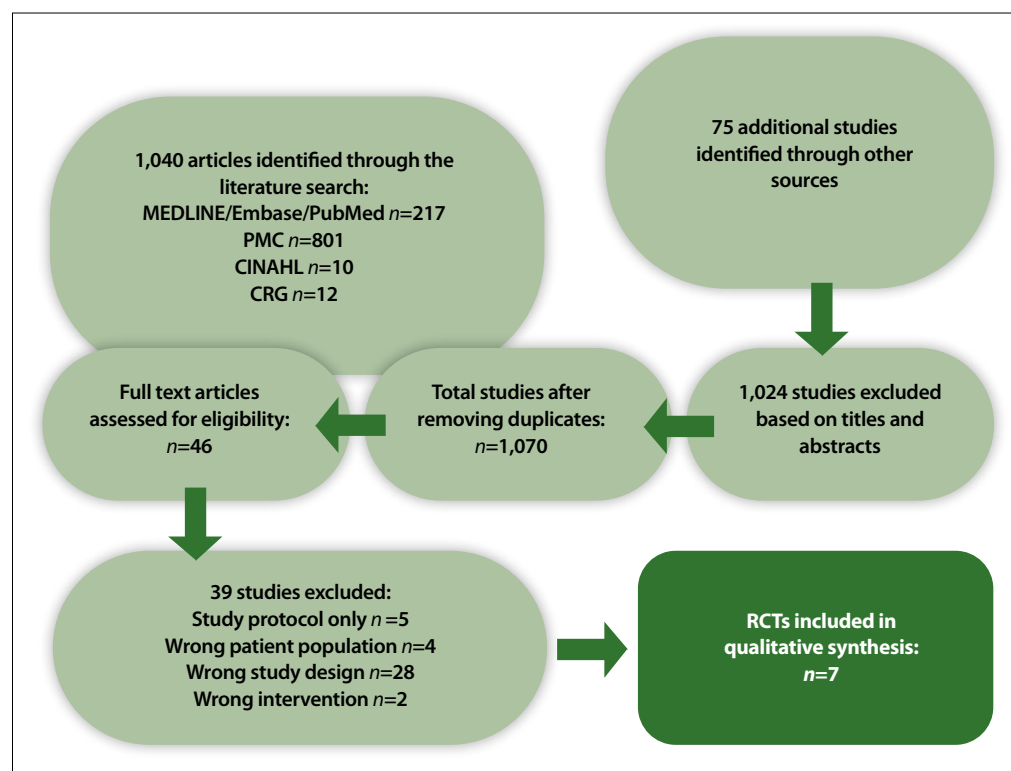 1,040 articles identified through the
literature search:
MEDLINE/Embase/PubMed n=217
PMC n=801
CINAHL n=10
CRG n=12
75 additional studies
identified through other
sources
1,024 studies excluded
based on titles and
abstracts
Total studies after
removing duplicates:
n=1,070
Full text articles
assessed for eligibility:
n=46
39 studies excluded:
Study protocol only n =5
Wrong patient population n=4
Wrong study design n=28
Wrong intervention n=2
RCTs included in
qualitative synthesis:
n=7